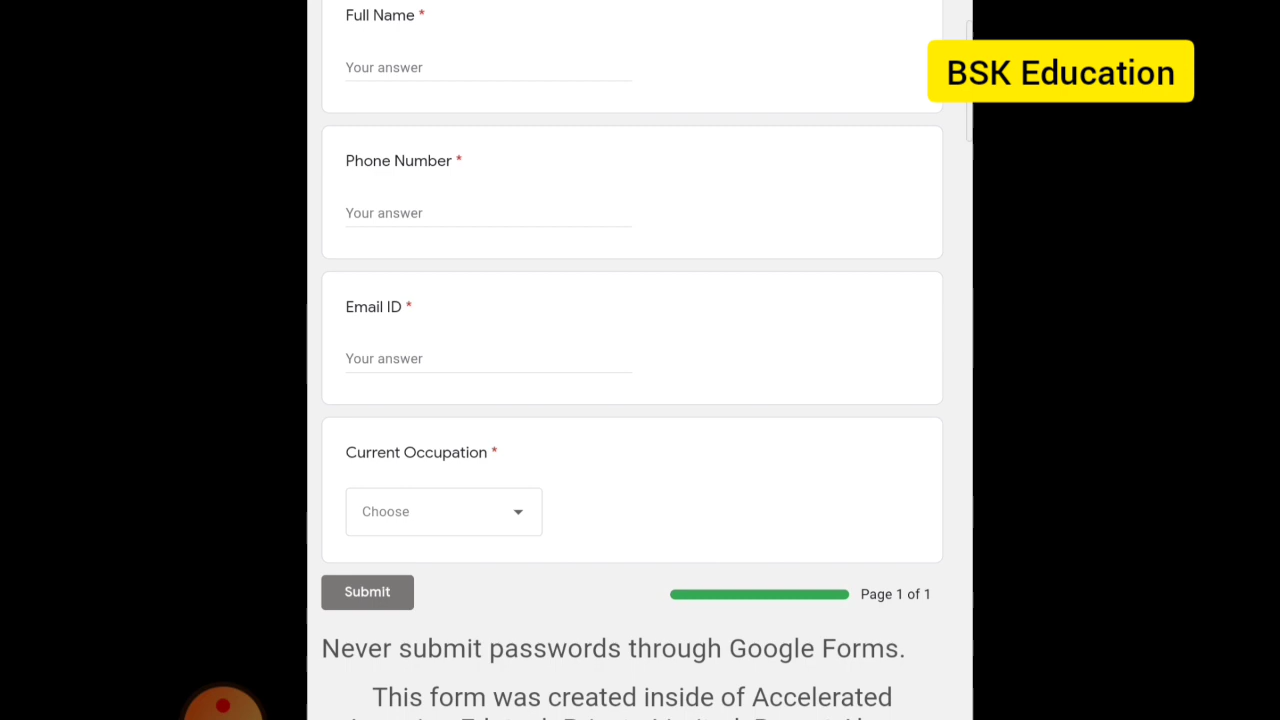 Full Name *
Your answer
BSK Education
Phone Number *
Your answer
Email ID *
Your answer
Current Occupation *
Choose
Submit
Page 1 of 1
Never submit passwords through Google Forms.
This form was created inside of Accelerated